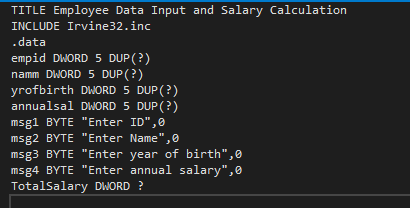 TITLE Employee Data Input and Salary Calculation
INCLUDE Irvine32.inc
.data
empid DWORD 5 DUP(?)
namm DWORD 5 DUP(?)
yrofbirth DWORD 5 DUP(?)
annualsal DWORD 5 DUP(?)
msg1 BYTE "Enter ID",0
msg2 BYTE "Enter Name",0
msg3 BYTE "Enter year of birth",0
msg4 BYTE "Enter annual salary",0
TotalSalary DWORD ?